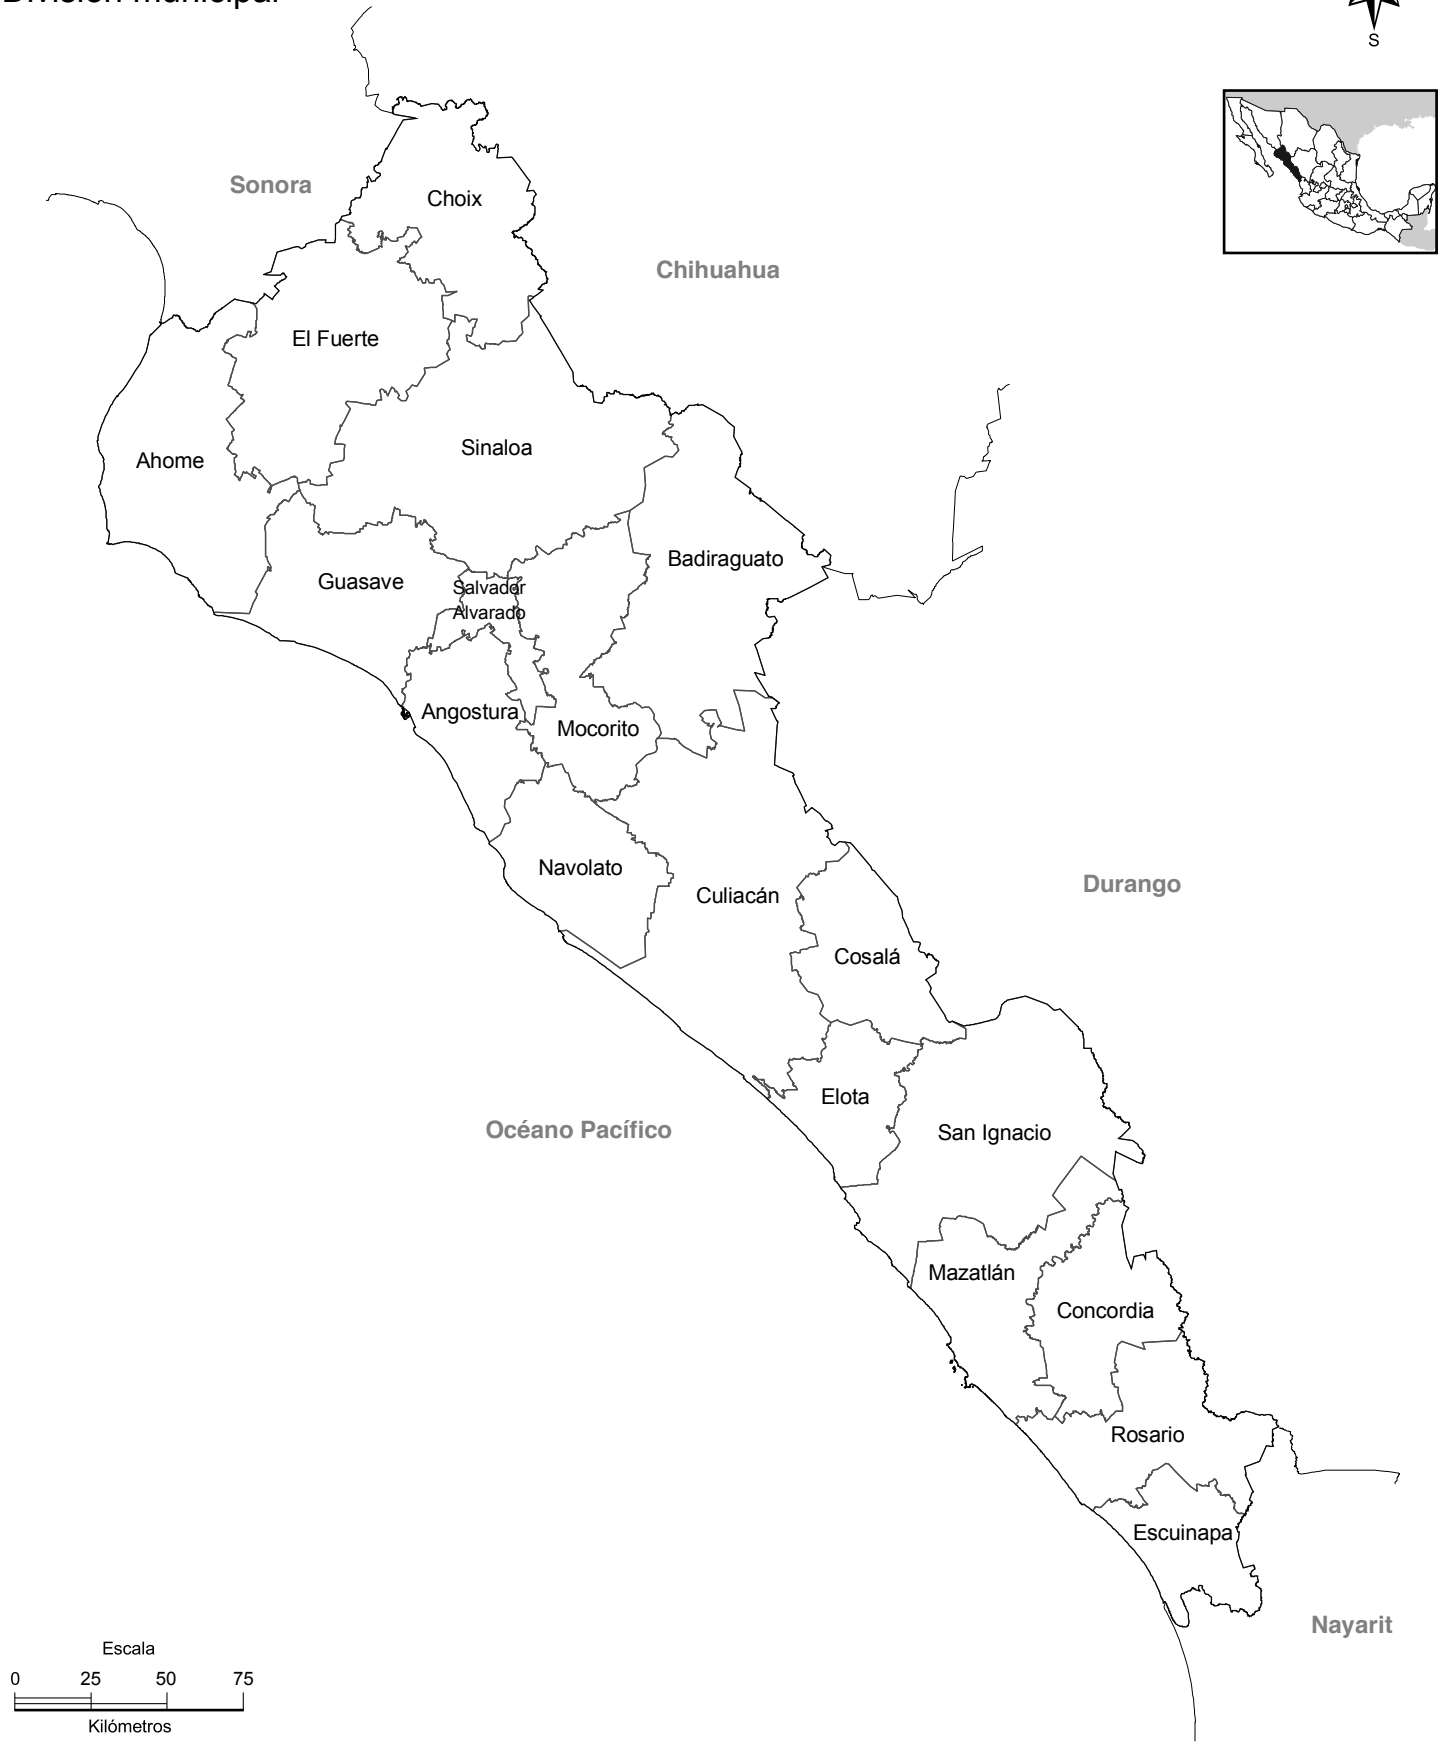 División municipal
S
Sonora
Choix
Chihuahua
El Fuerte
Sinaloa
Ahome
Badiraguato
Guasave
Salvador
Alvarado
Angostura
Mocorito
Navolato
Culiacán
Durango
Cosalá
Elota
Océano Pacífico
San Ignacio
Mazatlán
Concordia
Rosario
Escuinapa
Nayarit
Escala
0 25 50 75
Kilómetros